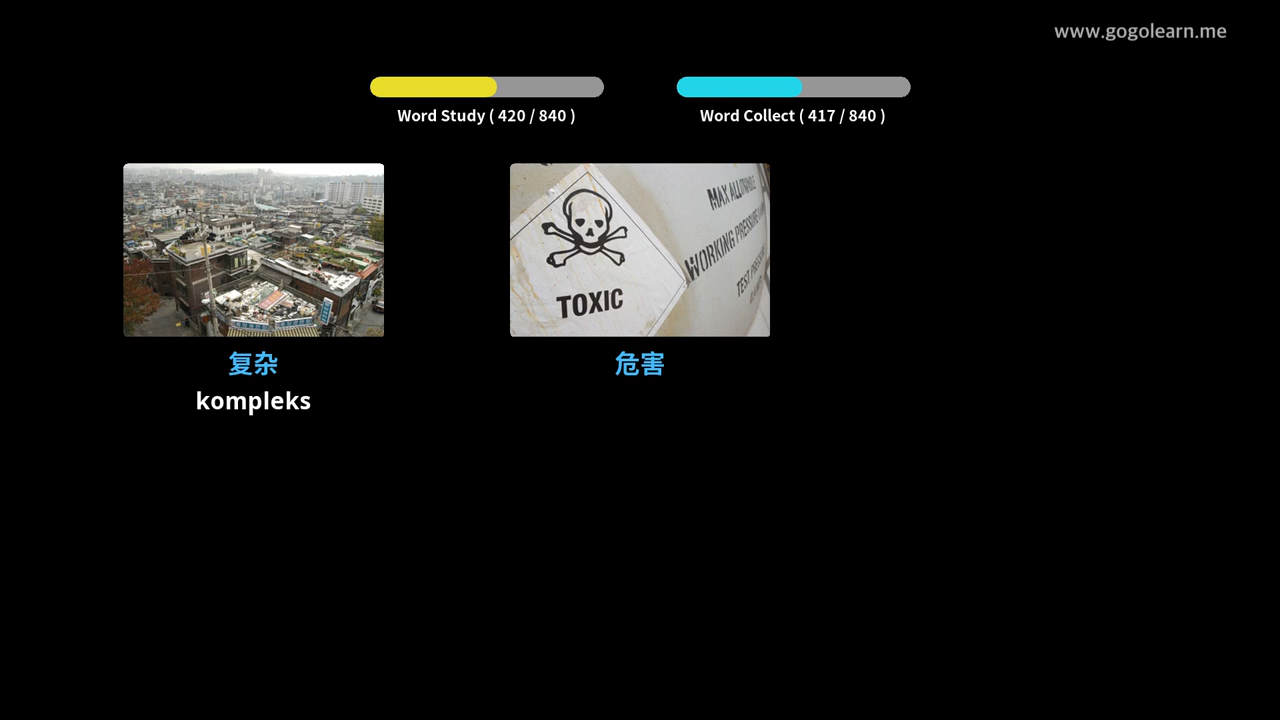 www.gogolearn.me
Word Study ( 420 / 840 )
Word Collect ( 417 / 840 )
TOXIC
MAX ALLOWABLE
WORKING PRESSURE
TEST
复杂
危害
kompleks